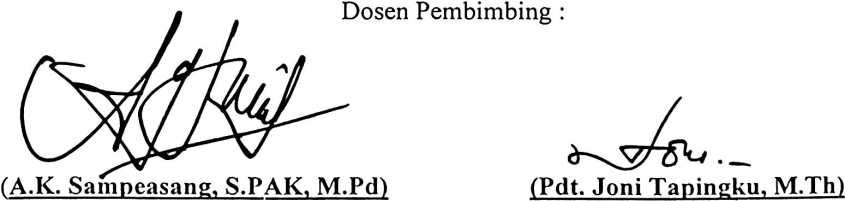 Dosen Pembimbing :
(A.K. Sampeasang, S.PAK, M.Pd) (Pdt. Joni Tapingku, M.Th)